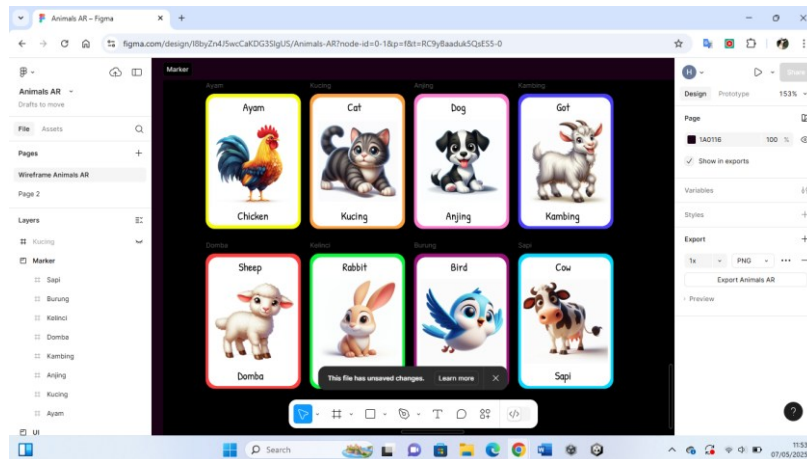 Animals AR – Figma
figma.com/design/I8byZn4J5wcCaKDG3SlgUS/Animals-AR?node-id=0-1&p=f&t=RC9yBaaduk5QsES5-0
Animals AR
Drafts to move
File Assets
Pages
Wireframe Animals AR
Page 2
Layers
Kucing
Marker
Sapi
Burung
Kelinci
Domba
Kambing
Anjing
Kucing
Ayam
UI
Marker
Ayam Kucing Anjing Kambing
Ayam Cat Dog Got
Chicken Kucing Anjing Kambing
Domba Kelinci Burung Sapi
Sheep Rabbit Bird Cow
Domba Sapi
This file has unsaved changes. Learn more
H
Share
Design Prototype 153%
Page
1A0116 100 %
Show in exports
Variables
Styles
Export
1x PNG
Export Animals AR
Preview
Search
11:53
07/05/2025